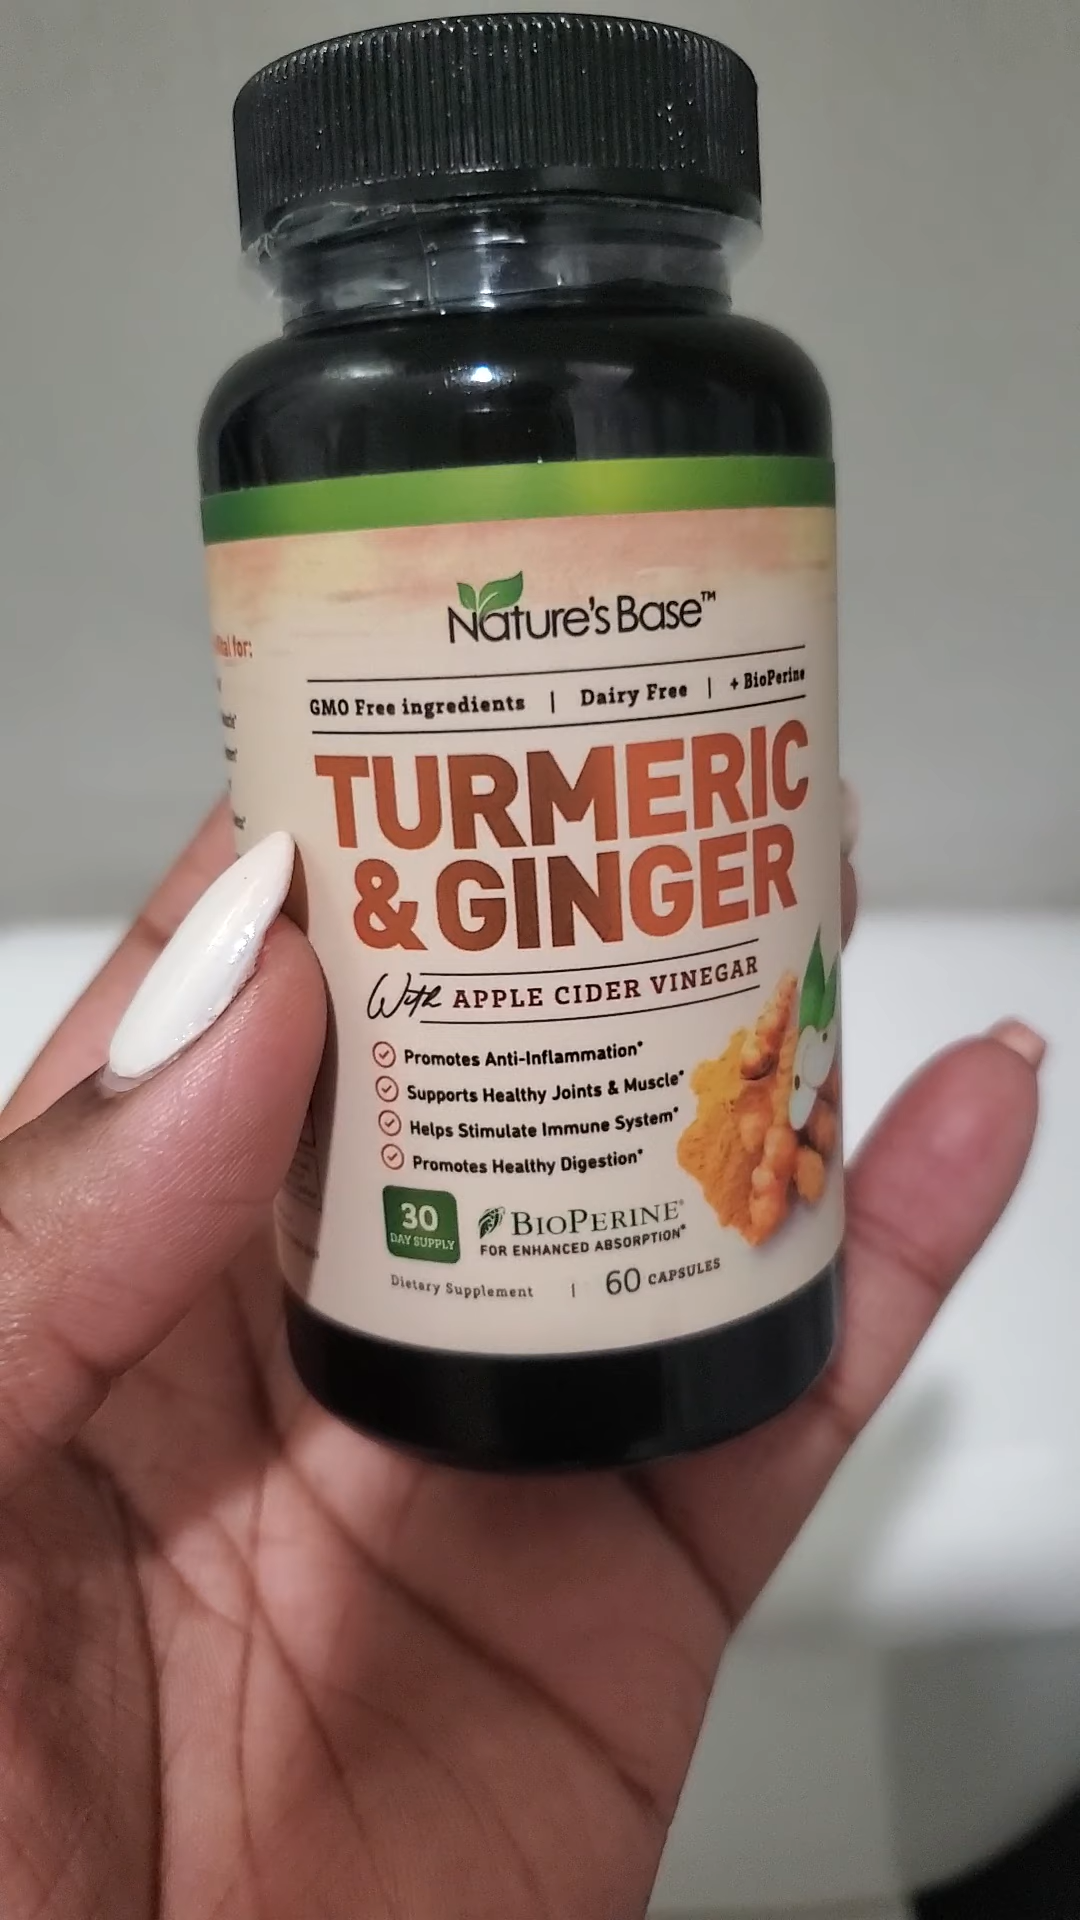 Nature's Base™
GMO Free ingredients | Dairy Free | + BioPerine
TURMERIC
& GINGER
With APPLE CIDER VINEGAR
Promotes Anti-Inflammation*
Supports Healthy Joints & Muscle*
Helps Stimulate Immune System*
Promotes Healthy Digestion*
30
DAY SUPPLY
BIOPERINE®
FOR ENHANCED ABSORPTION*
Dietary Supplement | 60 CAPSULES
for: